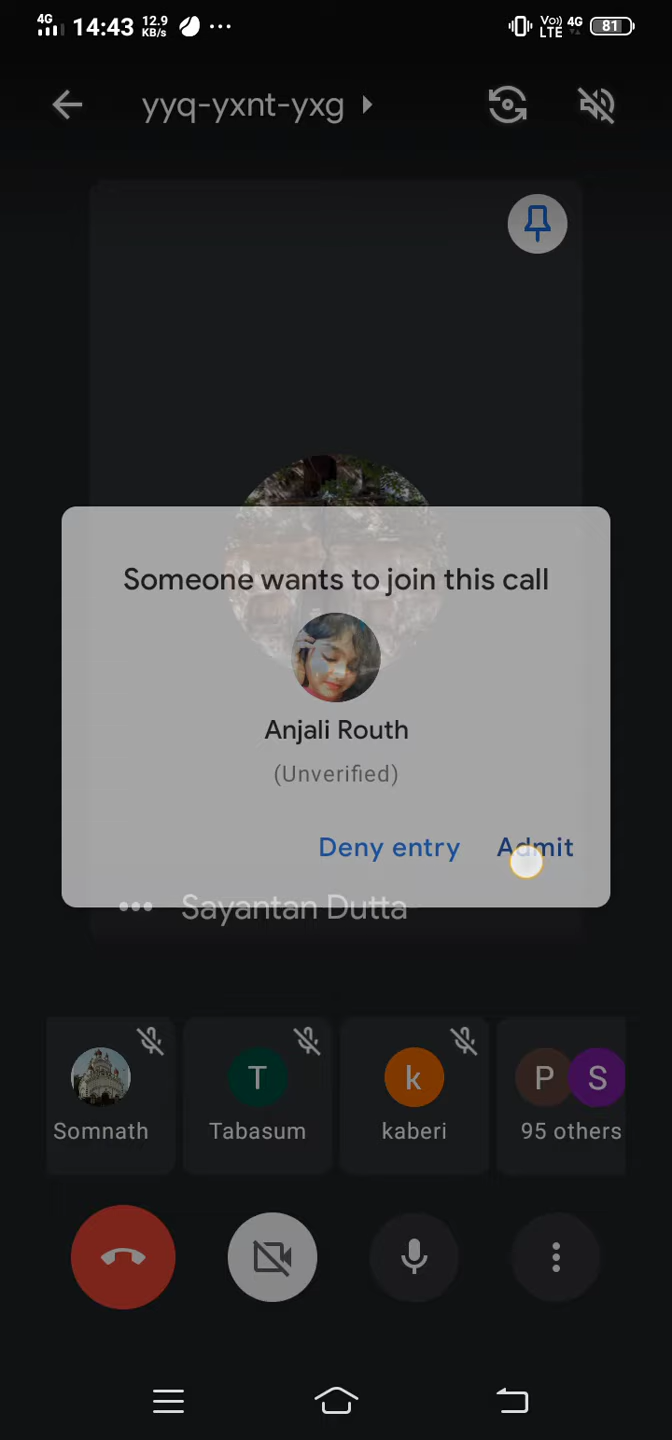 4G 14:43 12.9 KB/s ... Vo) LTE 4G 81
yyq-yxnt-yxg
Someone wants to join this call
Anjali Routh
(Unverified)
Deny entry Admit
Sayantan Dutta
T k P S
Somnath Tabasum kaberi 95 others